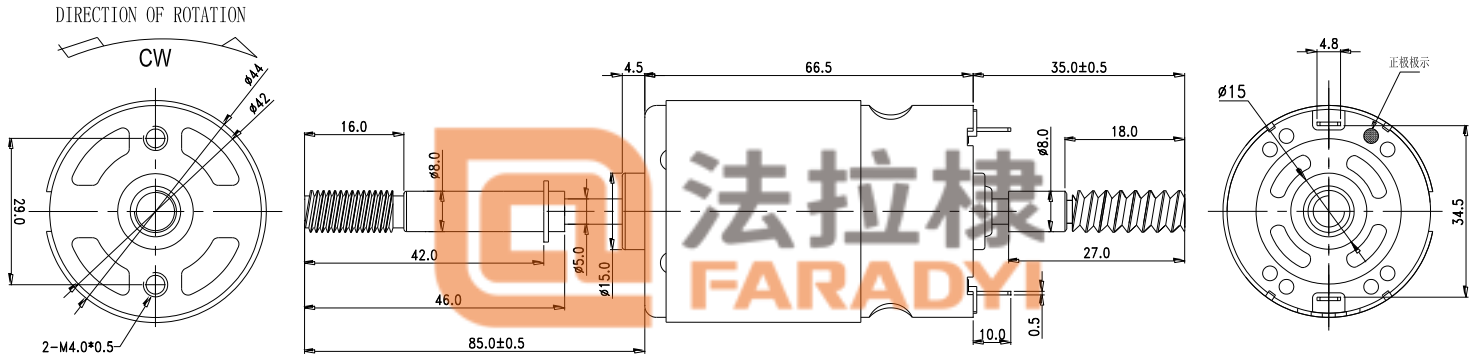 DIRECTION OF ROTATION
CW
ø44
ø42
29.0
2-M4.0*0.5
16.0
ø8.0
42.0
46.0
85.0±0.5
ø5.0
ø15.0
4.5
66.5
35.0±0.5
18.0
ø8.0
27.0
10.0
0.5
法拉棣
FARADYI
4.8
正极极示
ø15
34.5